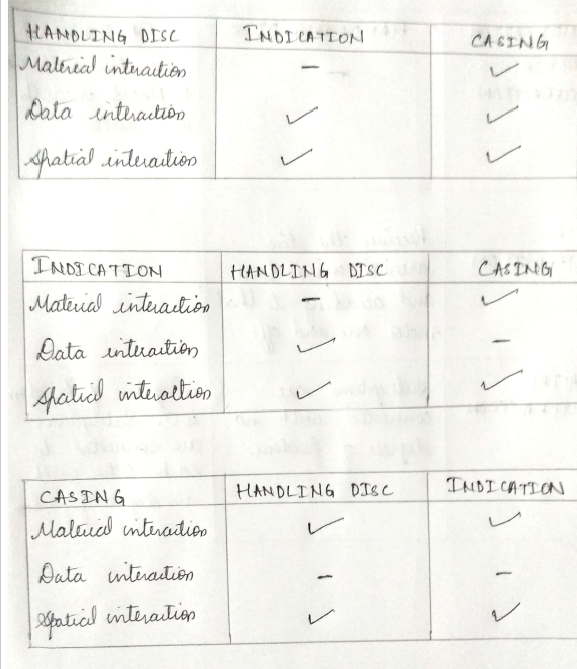 HANDLING DISC INDICATION CASING
Material interaction – ✓
Data interaction ✓ ✓
Spatial interaction ✓ ✓
INDICATION HANDLING DISC CASING
Material interaction – ✓
Data interaction ✓ –
Spatial interaction ✓ ✓
CASING HANDLING DISC INDICATION
Material interaction ✓ ✓
Data interaction – –
Spatial interaction ✓ ✓